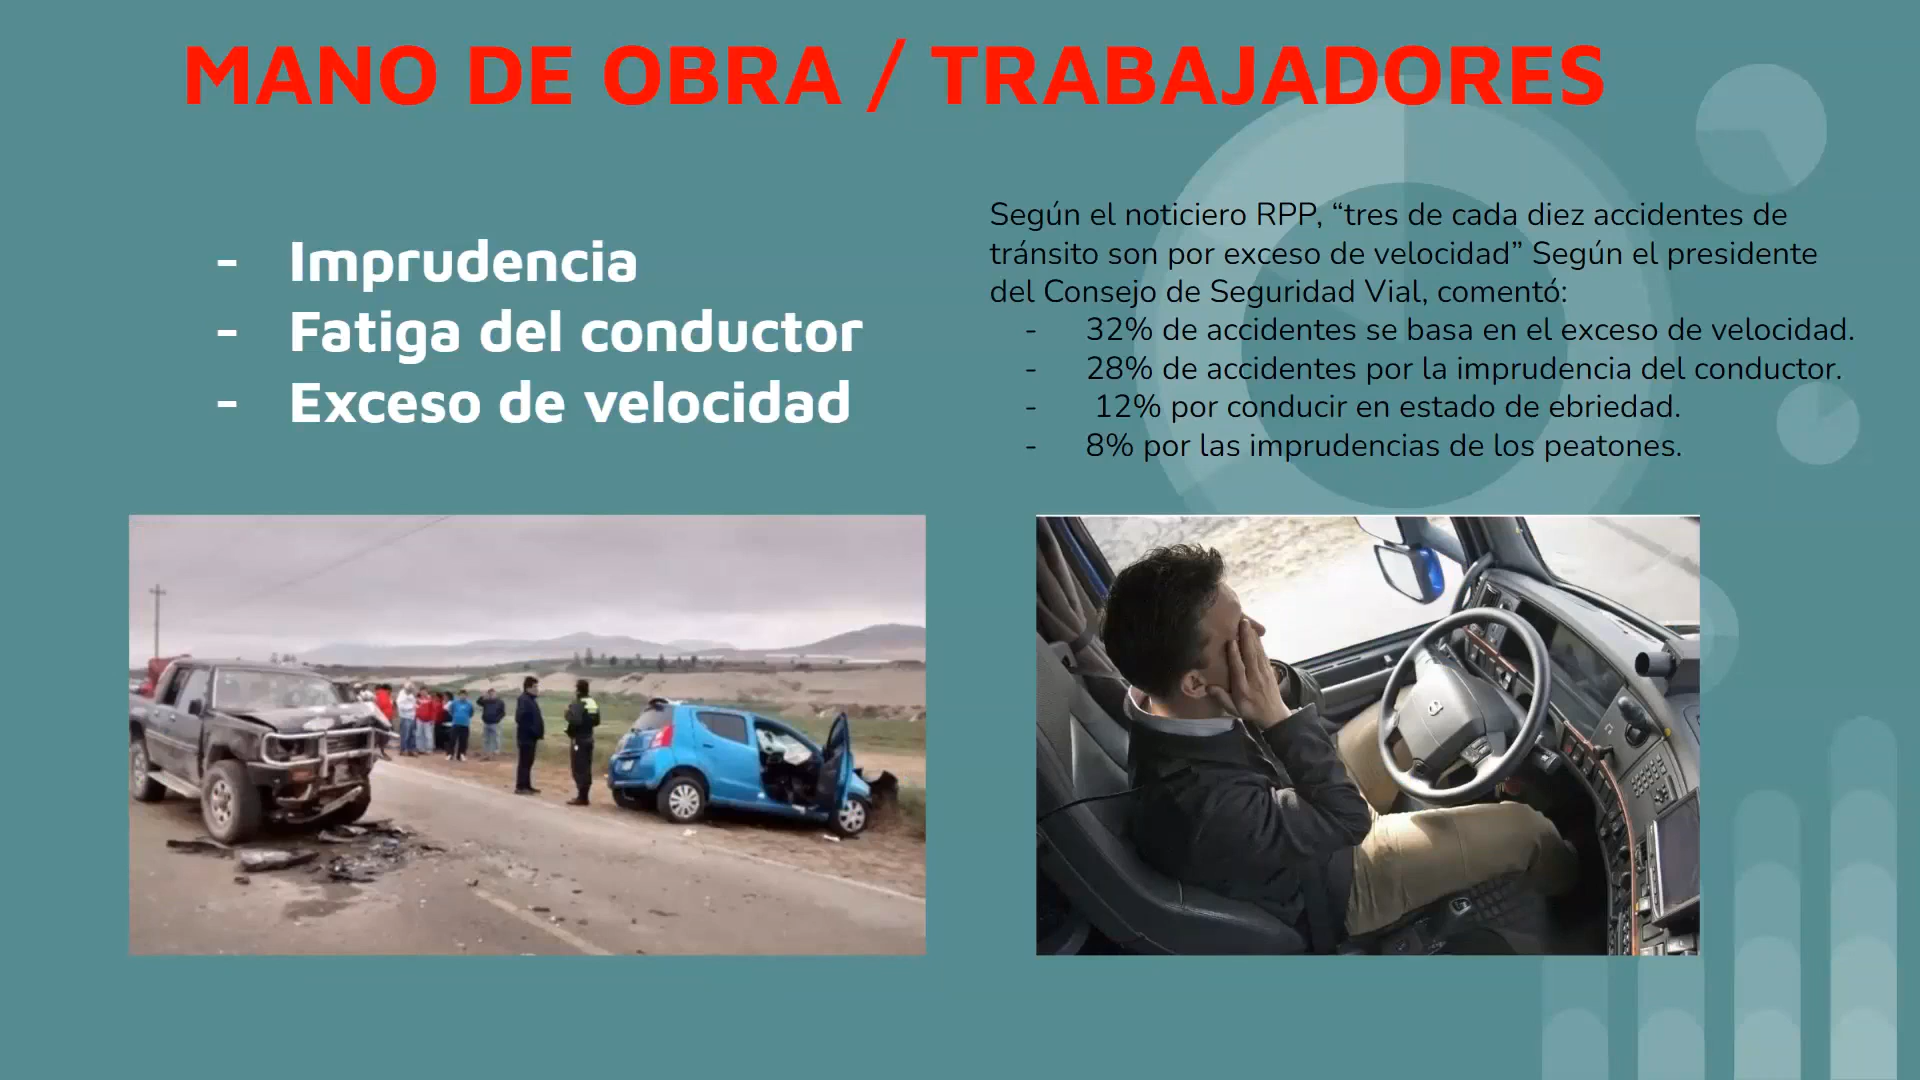 MANO DE OBRA / TRABAJADORES
- Imprudencia
- Fatiga del conductor
- Exceso de velocidad
Según el noticiero RPP, “tres de cada diez accidentes de
tránsito son por exceso de velocidad” Según el presidente
del Consejo de Seguridad Vial, comentó:
- 32% de accidentes se basa en el exceso de velocidad.
- 28% de accidentes por la imprudencia del conductor.
- 12% por conducir en estado de ebriedad.
- 8% por las imprudencias de los peatones.